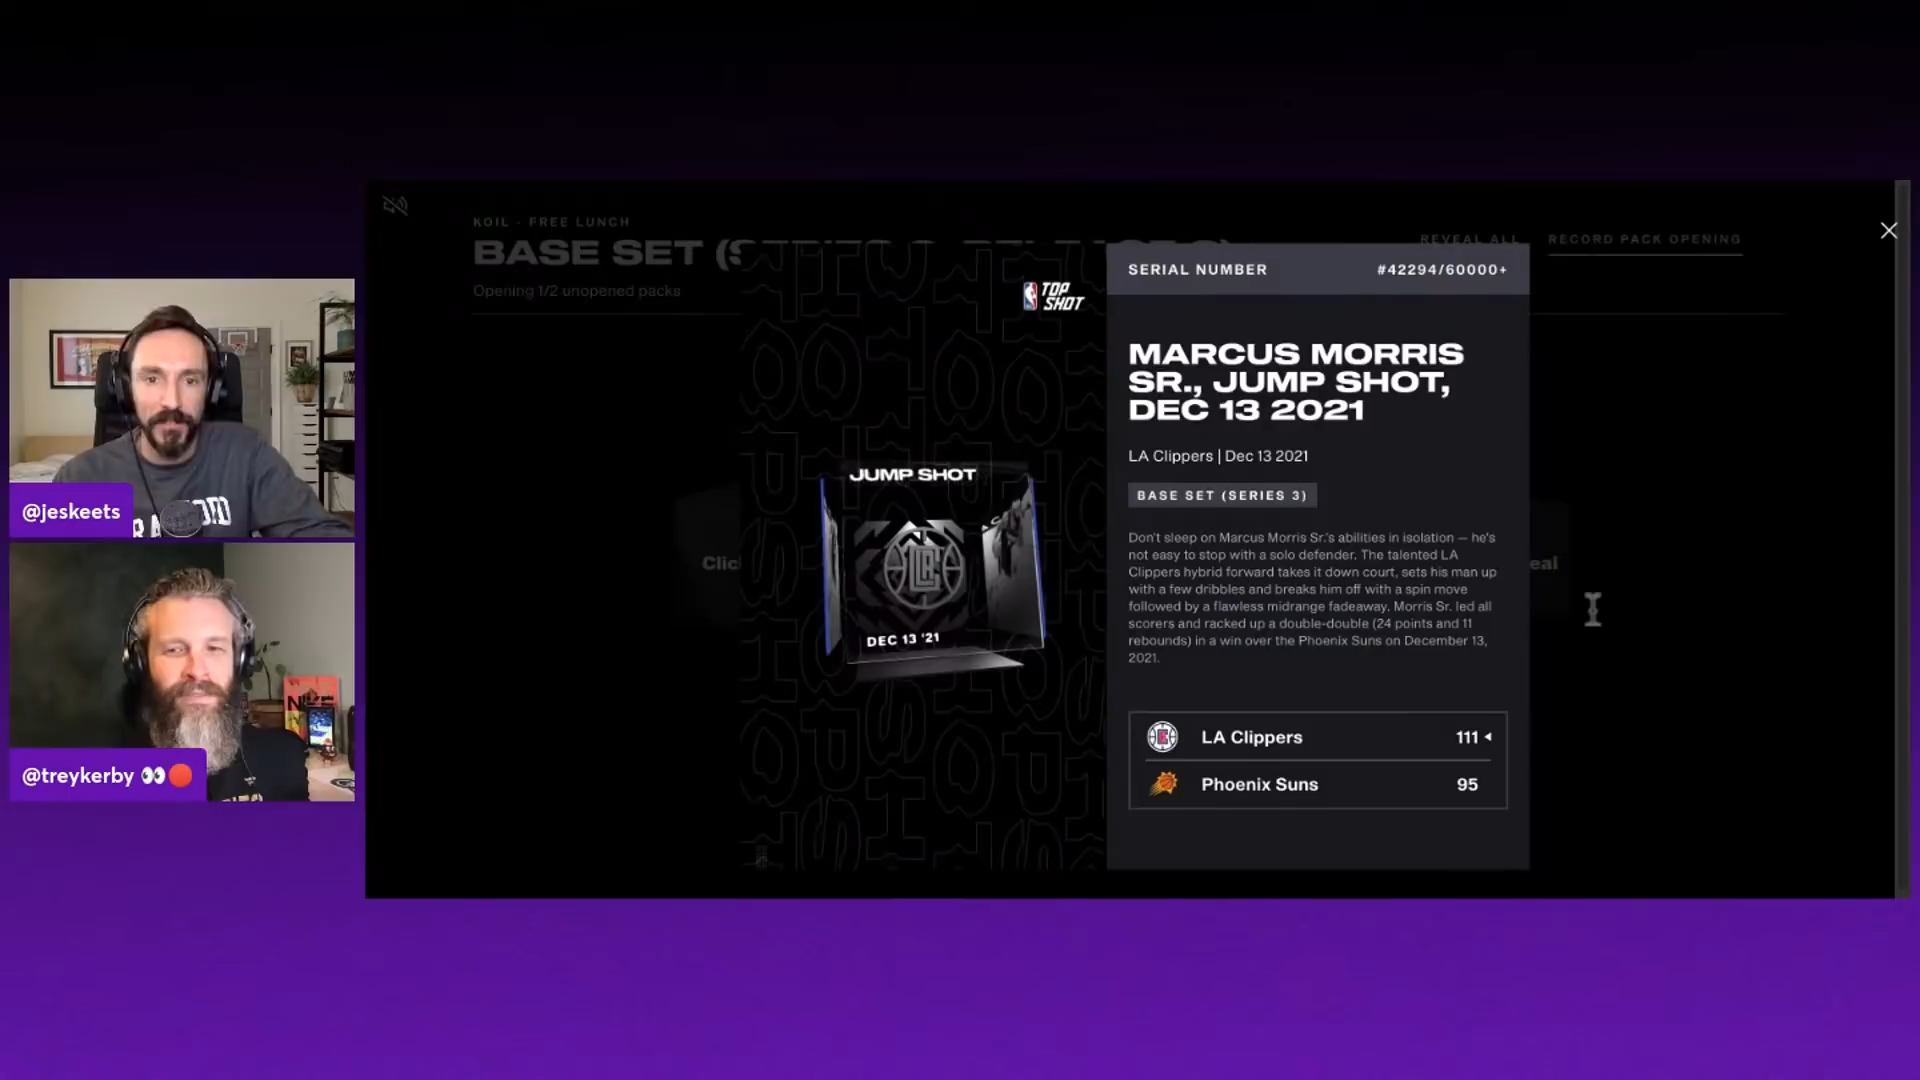 KOIL - FREE LUNCH
BASE SET (S
Opening 1/2 unopened packs
REVEAL ALL
RECORD PACK OPENING
TOP
SHOT
SERIAL NUMBER
#42294/60000+
MARCUS MORRIS
SR., JUMP SHOT,
DEC 13 2021
LA Clippers | Dec 13 2021
BASE SET (SERIES 3)
Don't sleep on Marcus Morris Sr.'s abilities in isolation — he's
not easy to stop with a solo defender. The talented LA
Clippers hybrid forward takes it down court, sets his man up
with a few dribbles and breaks him off with a spin move
followed by a flawless midrange fadeaway. Morris Sr. led all
scorers and racked up a double-double (24 points and 11
rebounds) in a win over the Phoenix Suns on December 13,
2021.
LA Clippers 111
Phoenix Suns 95
JUMP SHOT
DEC 13 '21
Clic
eal
@jeskeets
NIKE
@treykerby